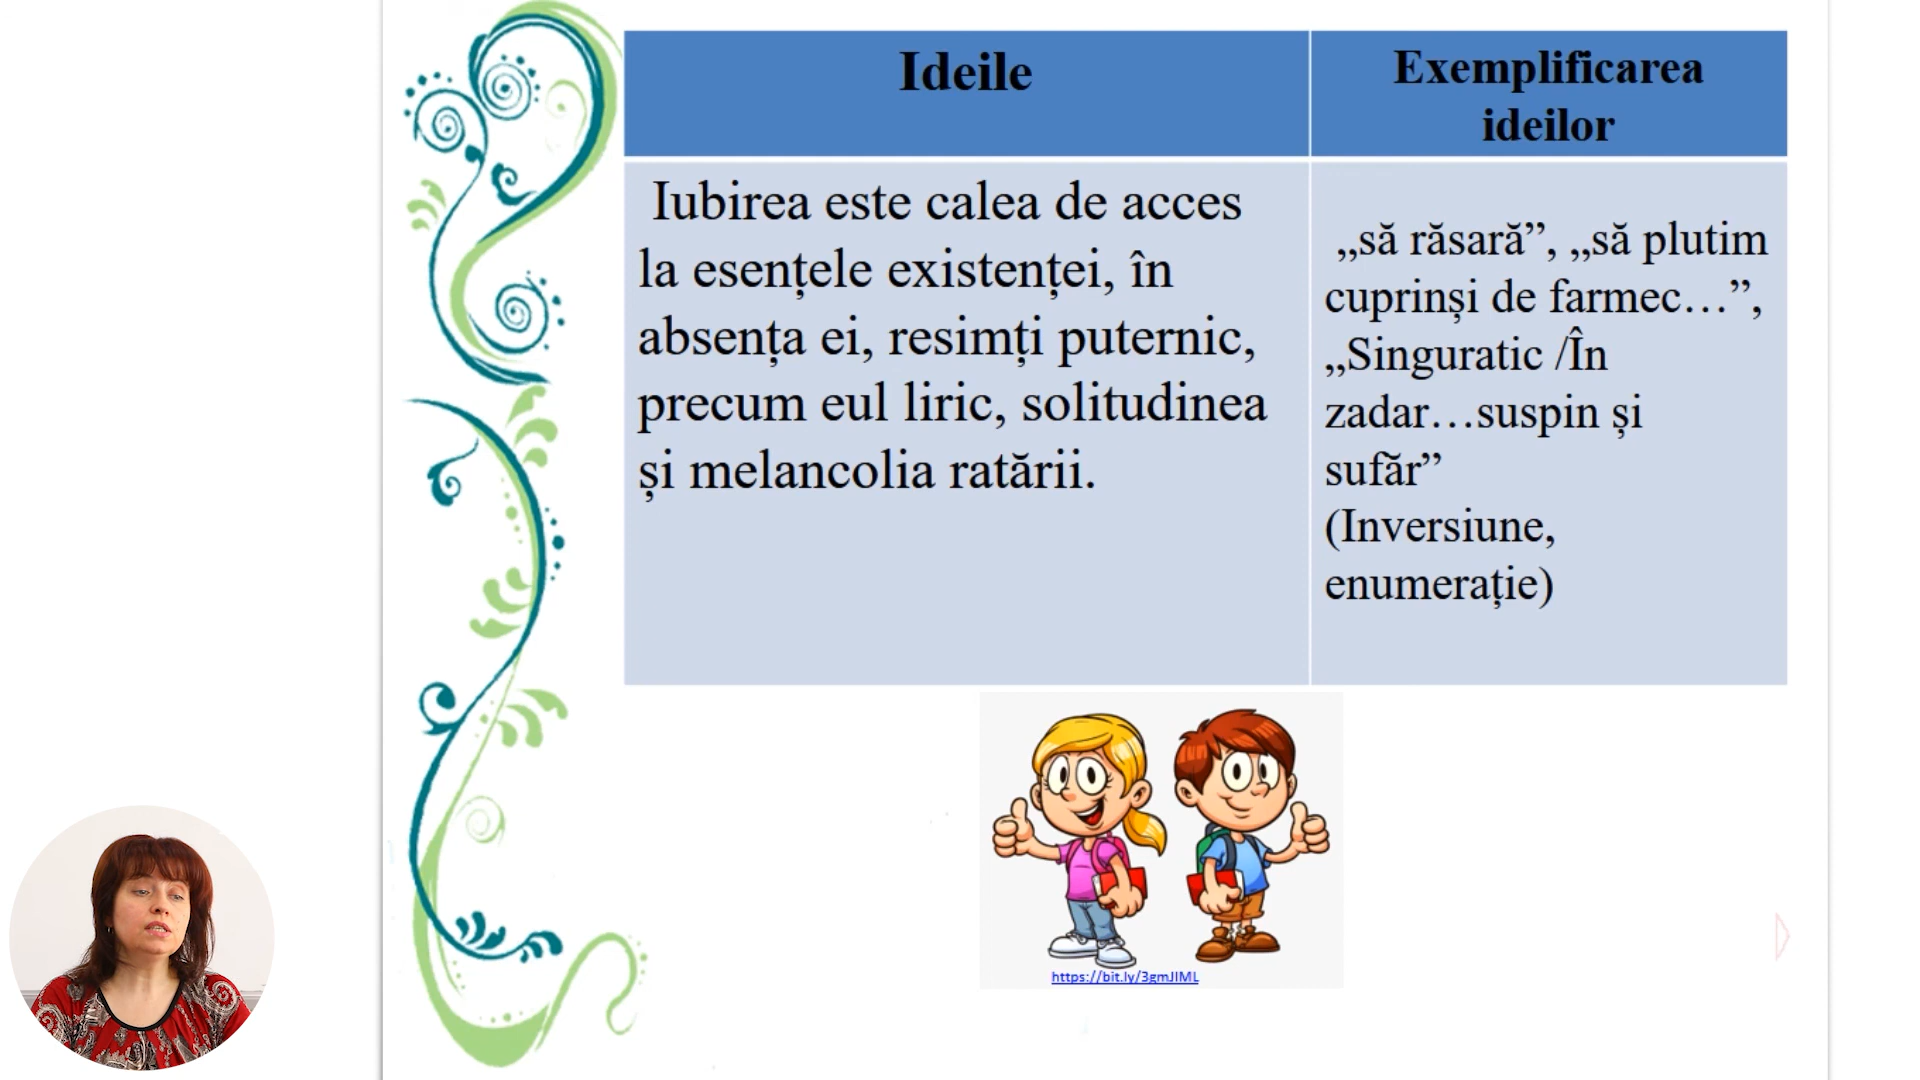 Ideile
Exemplificarea
ideilor
Iubirea este calea de acces
la esențele existenței, în
absența ei, resimți puternic,
precum eul liric, solitudinea
și melancolia ratării.
„să răsară”, „să plutim
cuprinși de farmec…”,
„Singuratic /În
zadar…suspin și
sufăr”
(Inversiune,
enumerație)
https://bit.ly/3gmJIML